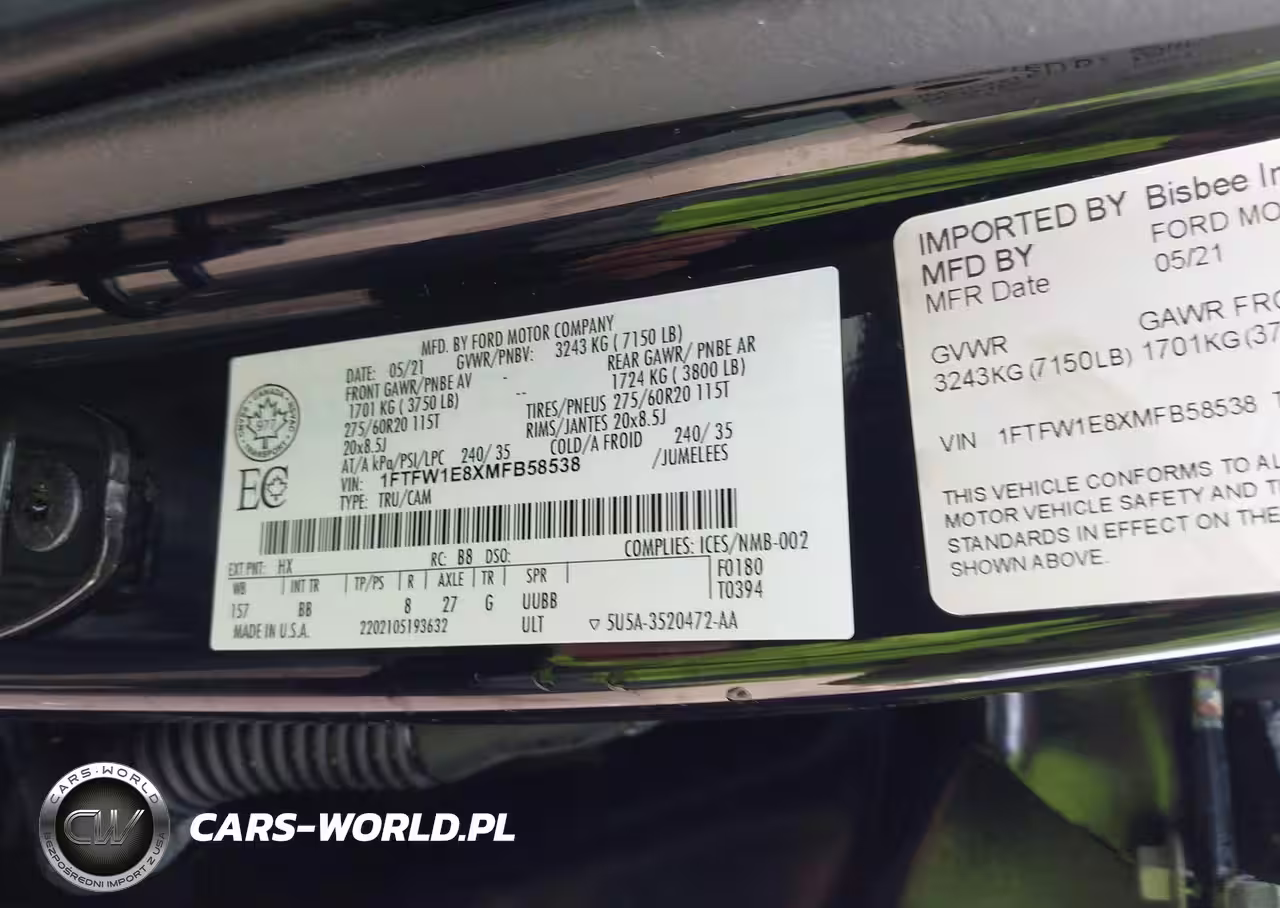 MFD. BY FORD MOTOR COMPANY
DATE: 05/21 GVWR/PNBV: 3243 KG ( 7150 LB)
FRONT GAWR/PNBE AV - REAR GAWR/ PNBE AR
1701 KG ( 3750 LB) -- 1724 KG ( 3800 LB)
275/60R20 115T TIRES/PNEUS 275/60R20 115T
20x8.5J RIMS/JANTES 20x8.5J
AT/A kPa/PSI/LPC 240/ 35 COLD/A FROID 240/ 35
VIN: 1FTFW1E8XMFB58538 /JUMELEES
TYPE: TRU/CAM
EC
COMPLIES: ICES/NMB-002
EXT PNT: HX RC: B8 DSO:
WB INT TR TP/PS R AXLE TR SPR F0180
157 BB 8 27 G UUBB T0394
MADE IN U.S.A. 2202105193632 ULT ▽ 5U5A-3520472-AA
IMPORTED BY Bisbee
MFD BY FORD
MFR Date 05/21
GVWR GAWR
3243KG (7150LB) 1701KG
VIN 1FTFW1E8XMFB58538
THIS VEHICLE CONFORMS TO
MOTOR VEHICLE SAFETY AND
STANDARDS IN EFFECT ON THE
SHOWN ABOVE.
CARS-WORLD
CW
BEZPOŚREDNI IMPORT Z USA
CARS-WORLD.PL